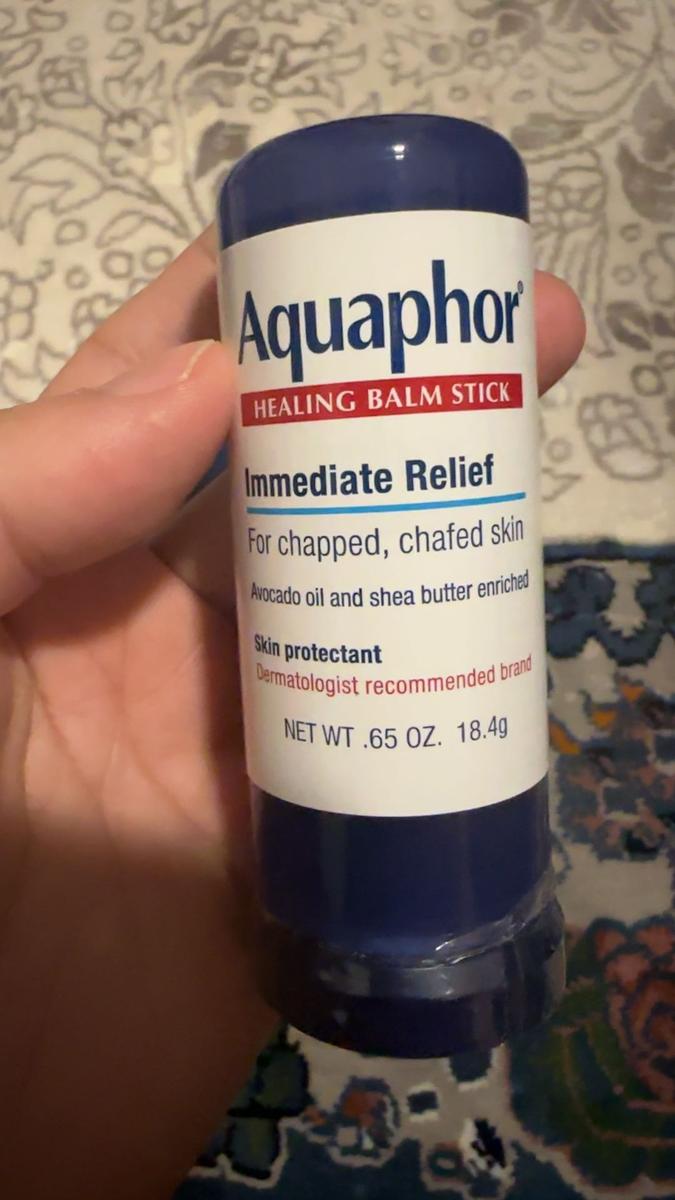 Aquaphor®
HEALING BALM STICK
Immediate Relief
For chapped, chafed skin
Avocado oil and shea butter enriched
Skin protectant
Dermatologist recommended brand
NET WT .65 OZ. 18.4g